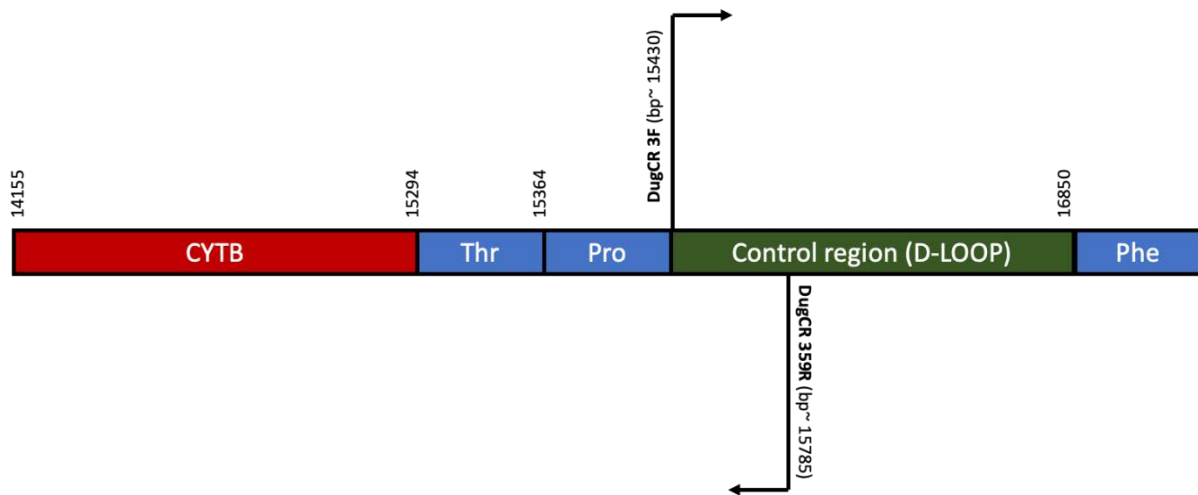 DugCR 3F (bp~ 15430)
14155
15294
15364
16850
CYTB
Thr
Pro
Control region (D-LOOP)
Phe
DugCR 359R (bp~ 15785)